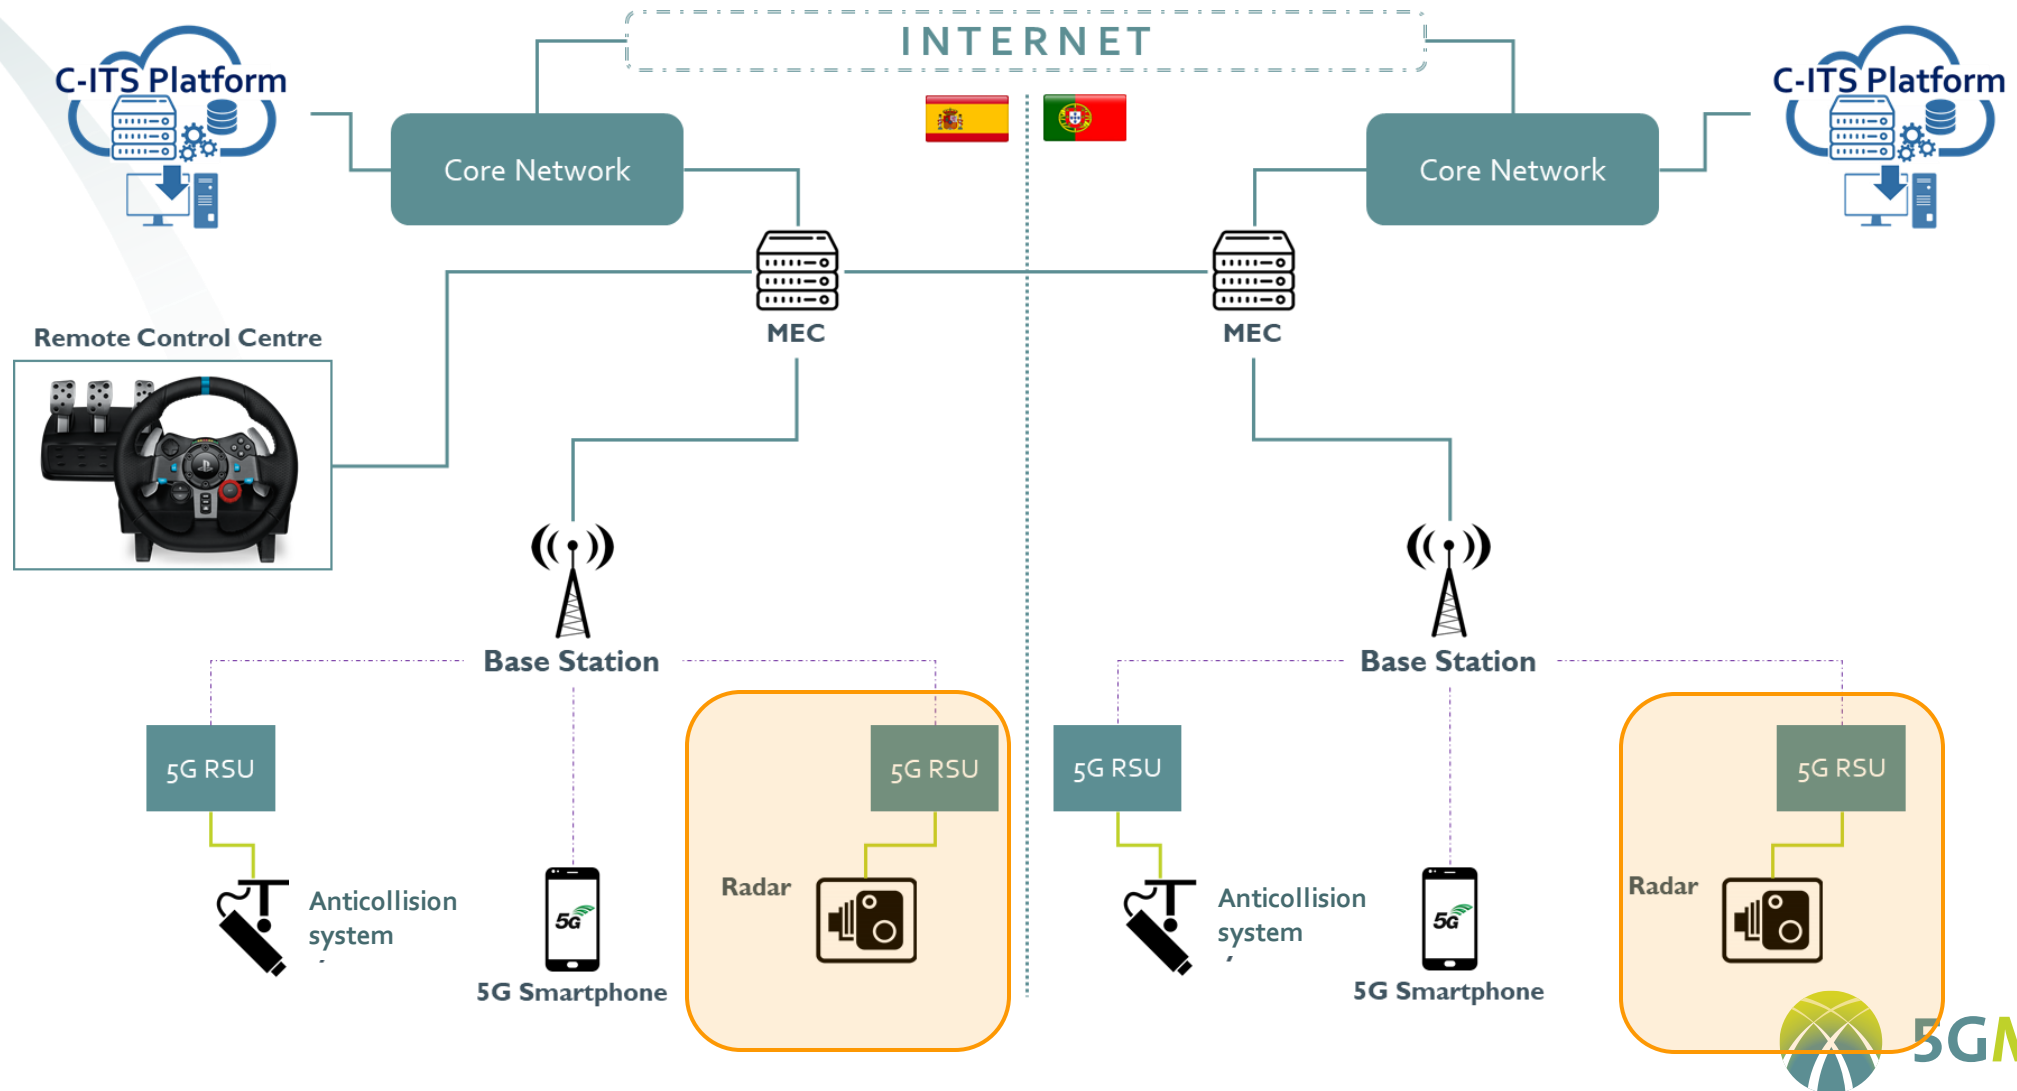 INTERNET
C-ITS Platform
C-ITS Platform
Core Network
Core Network
MEC
MEC
Remote Control Centre
Base Station
Base Station
5G RSU
5G RSU
5G RSU
5G RSU
Anticollision
system
5G
5G Smartphone
Radar
Anticollision
system
5G
5G Smartphone
Radar
5GM